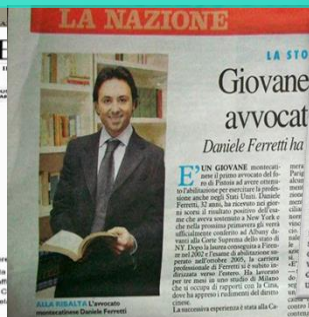 LA NAZIONE
LA STO
Giovane
avvocat
Daniele Ferretti ha
E' UN GIOVANE montecati-
nese il primo avvocato del fo-
ro di Pistoia ad avere ottenu-
to l'abilitazione per esercitare la profes-
sione anche negli Stati Uniti. Daniele
Ferretti, 32 anni, ha ricevuto nei gior-
ni scorsi il risultato positivo dell'esa-
me che aveva sostenuto a New York e
che nella prossima primavera gli verrà
ufficialmente conferito ad Albany da-
vanti alla Corte Suprema dello stato di
NY. Dopo la laurea conseguita a Firen-
ze nel 2002 e l'esame di abilitazione su-
perato nell'ottobre 2005, la carriera
professionale di Ferretti si è subito in-
dirizzata verso l'estero. Ha lavorato
per tre mesi in uno studio di Milano
che si occupa di rapporti con la Cina,
dove ha appreso i rudimenti del diritto
cinese.
La successiva esperienza è stata alla Ca-
mera
Parig
ALLA RIBALTA L'avvocato
montecatinese Daniele Ferretti